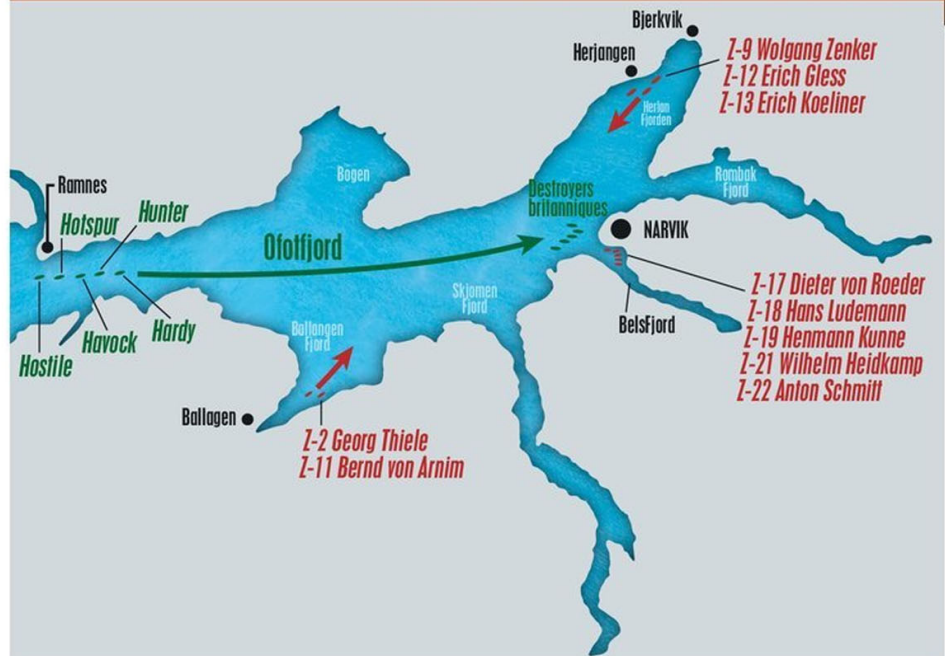 Bjerkvik
Herjangen
Z-9 Wolgang Zenker
Z-12 Erich Gless
Z-13 Erich Koeliner
Herlan
Fjorden
Bogen
Rombak
Fjord
Ramnes
Hotspur
Hunter
Destroyers
britanniques
NARVIK
Ofotfjord
Skjomen
Fjord
Z-17 Dieter von Roeder
Z-18 Hans Ludemann
Z-19 Henmann Kunne
Z-21 Wilhelm Heidkamp
Z-22 Anton Schmitt
BelsFjord
Ballangen
Fjord
Hardy
Havock
Hostile
Ballagen
Z-2 Georg Thiele
Z-11 Bernd von Arnim